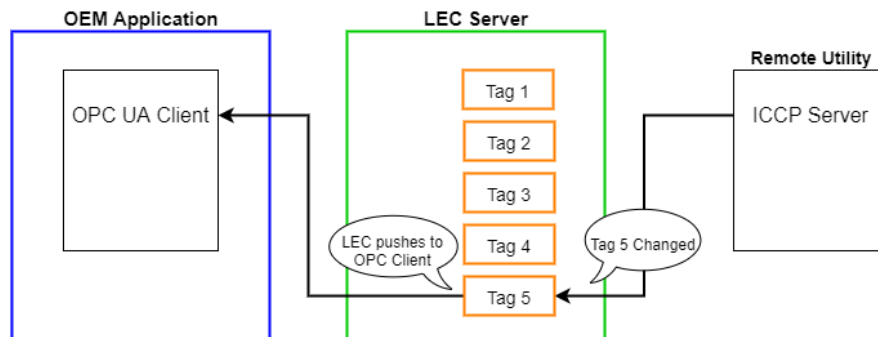 OEM Application
LEC Server
Remote Utility
OPC UA Client
Tag 1
ICCP Server
Tag 2
Tag 3
Tag 4
LEC pushes to
OPC Client
Tag 5 Changed
Tag 5